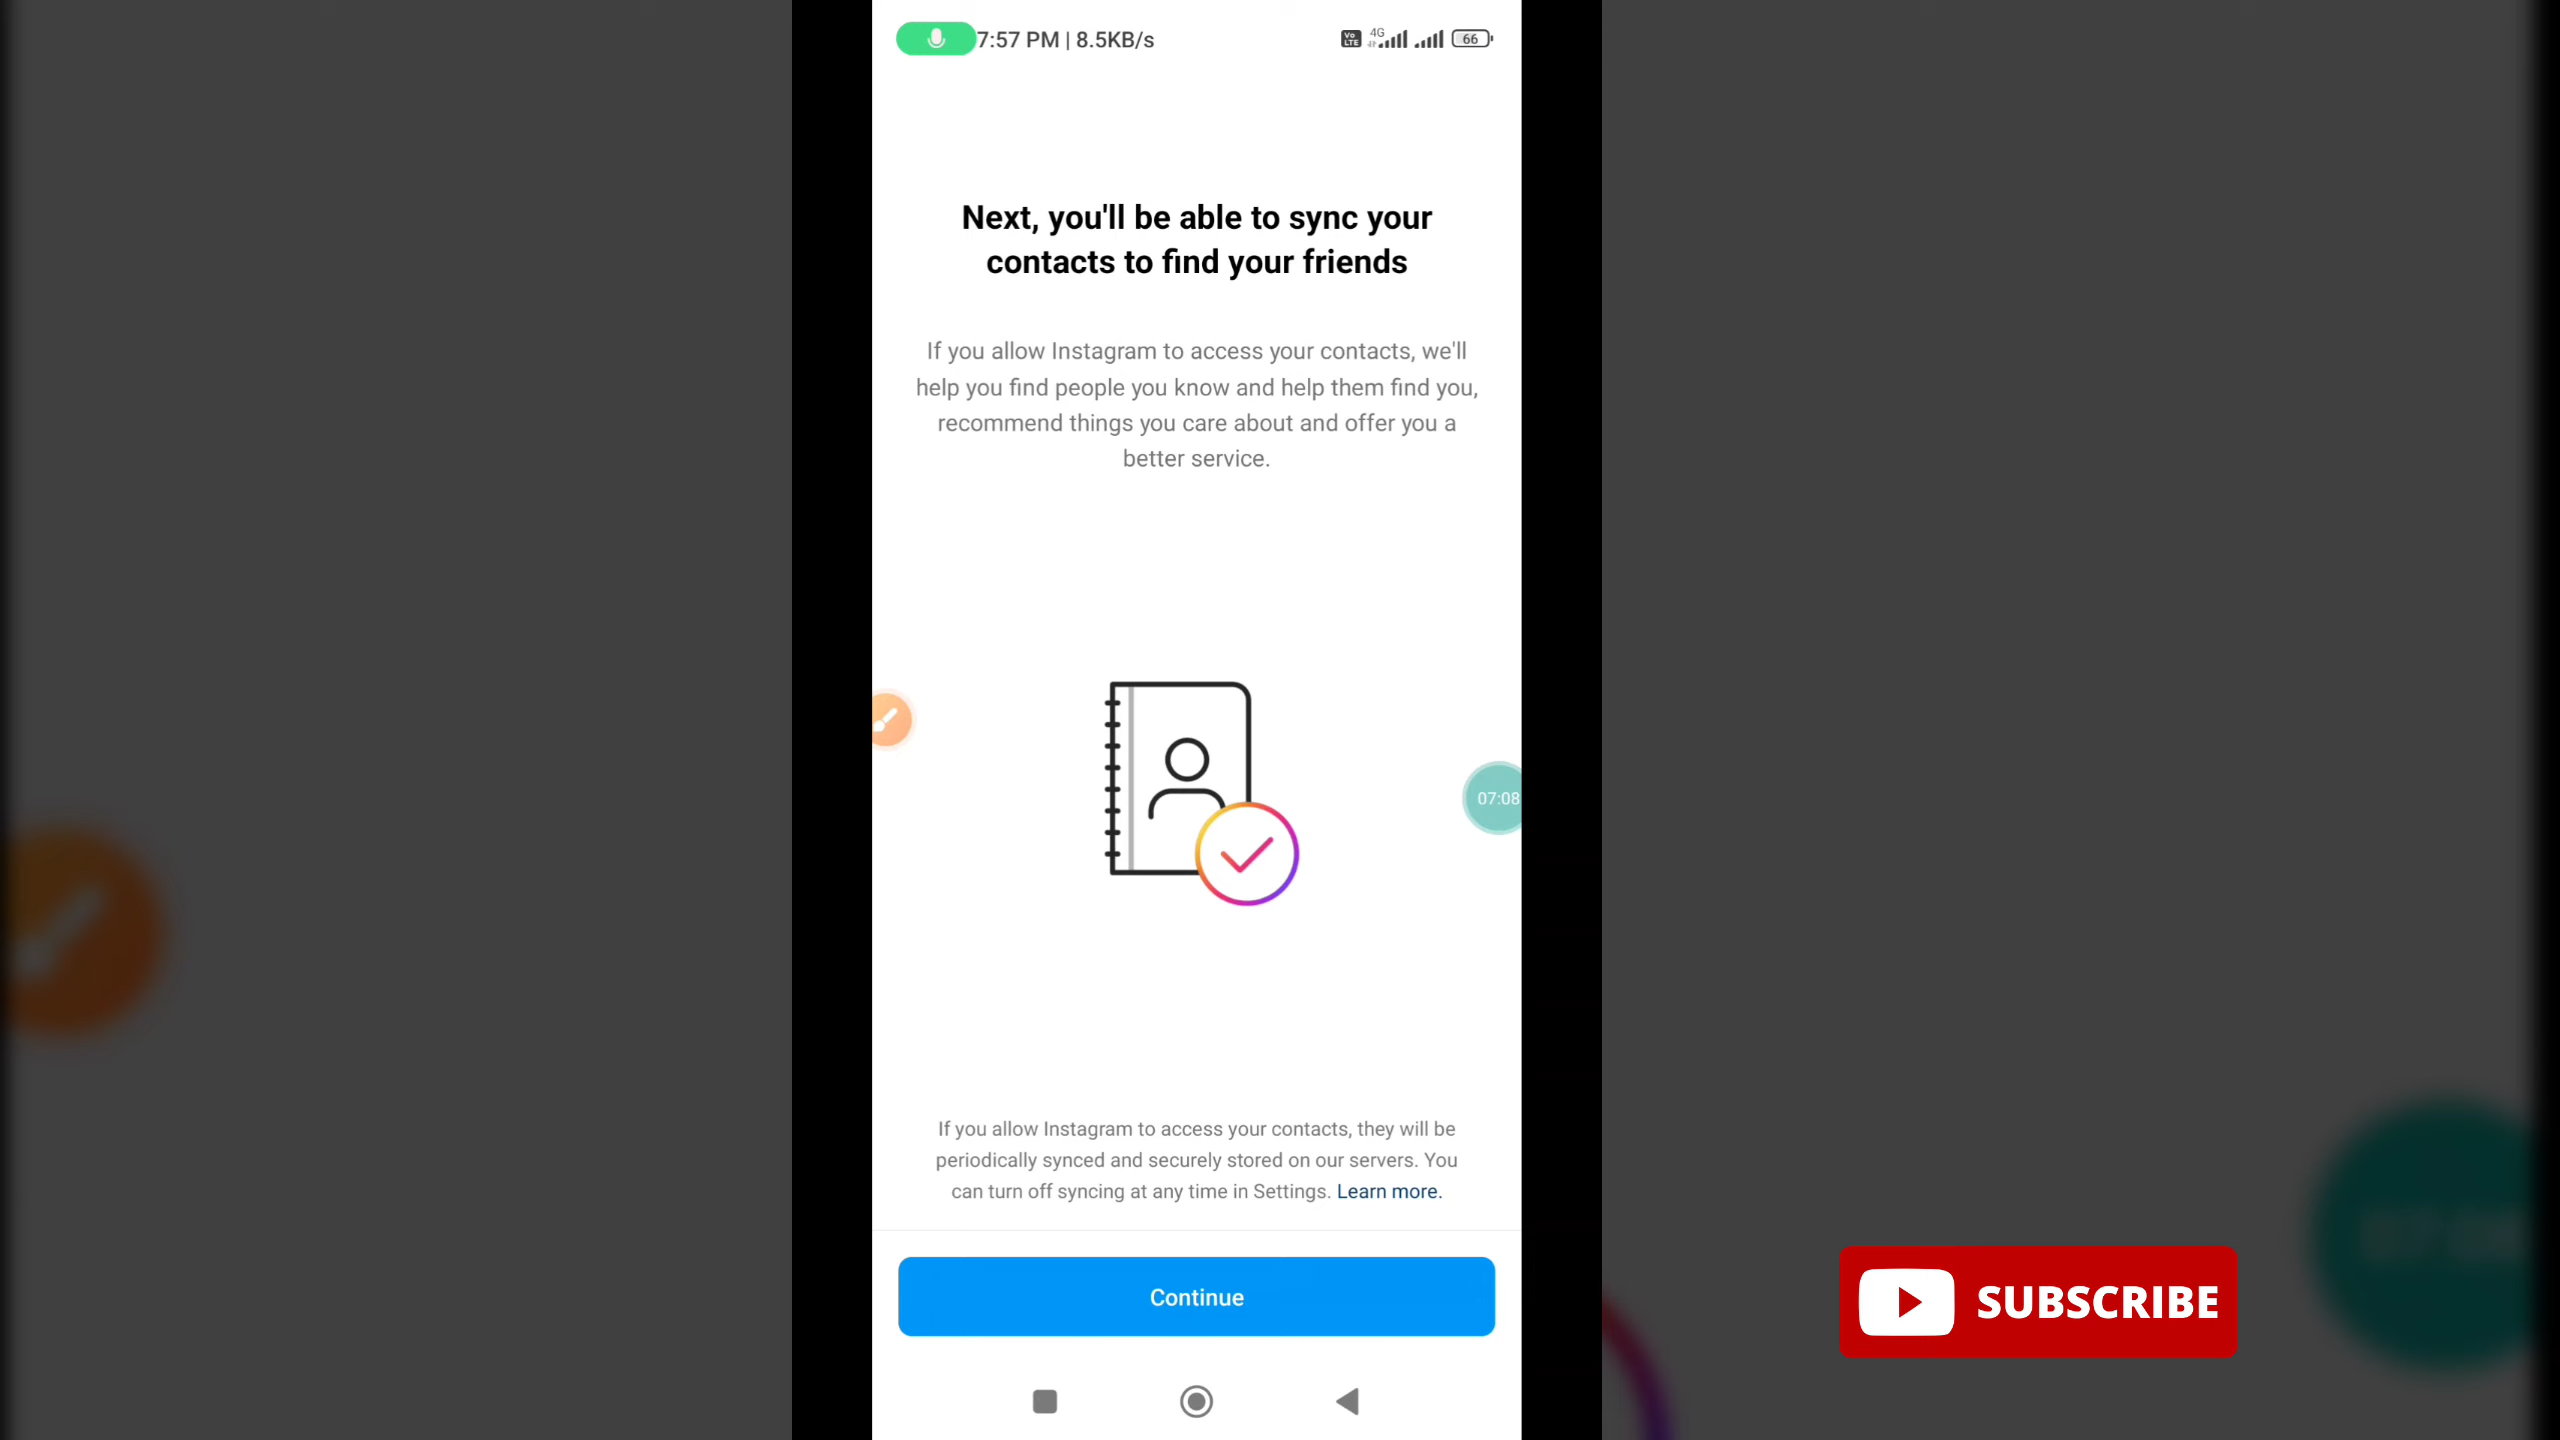 7:57 PM | 8.5KB/s
Vo LTE 4G 66
Next, you'll be able to sync your
contacts to find your friends
If you allow Instagram to access your contacts, we'll
help you find people you know and help them find you,
recommend things you care about and offer you a
better service.
07:08
If you allow Instagram to access your contacts, they will be
periodically synced and securely stored on our servers. You
can turn off syncing at any time in Settings. Learn more.
Continue
SUBSCRIBE